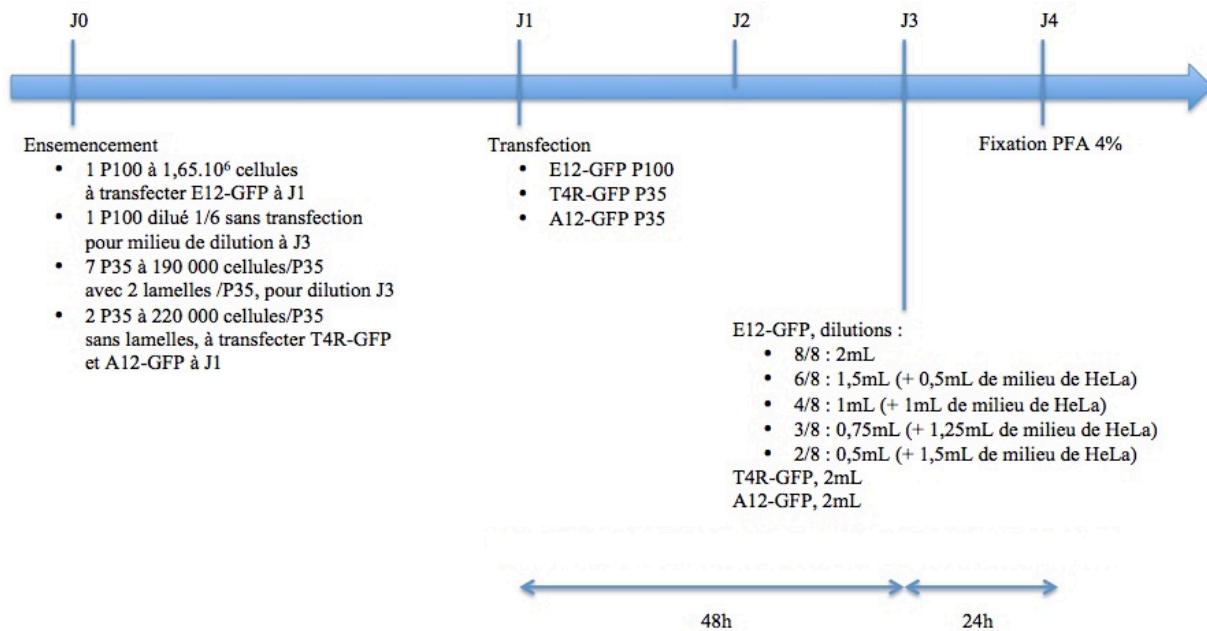 J0
J1
J2
J3
J4
Ensemencement
• 1 P100 à 1,65.10⁶ cellules
à transfecter E12-GFP à J1
• 1 P100 dilué 1/6 sans transfection
pour milieu de dilution à J3
• 7 P35 à 190 000 cellules/P35
avec 2 lamelles /P35, pour dilution J3
• 2 P35 à 220 000 cellules/P35
sans lamelles, à transfecter T4R-GFP
et A12-GFP à J1
Transfection
• E12-GFP P100
• T4R-GFP P35
• A12-GFP P35
Fixation PFA 4%
E12-GFP, dilutions :
• 8/8 : 2mL
• 6/8 : 1,5mL (+ 0,5mL de milieu de HeLa)
• 4/8 : 1mL (+ 1mL de milieu de HeLa)
• 3/8 : 0,75mL (+ 1,25mL de milieu de HeLa)
• 2/8 : 0,5mL (+ 1,5mL de milieu de HeLa)
T4R-GFP, 2mL
A12-GFP, 2mL
48h
24h